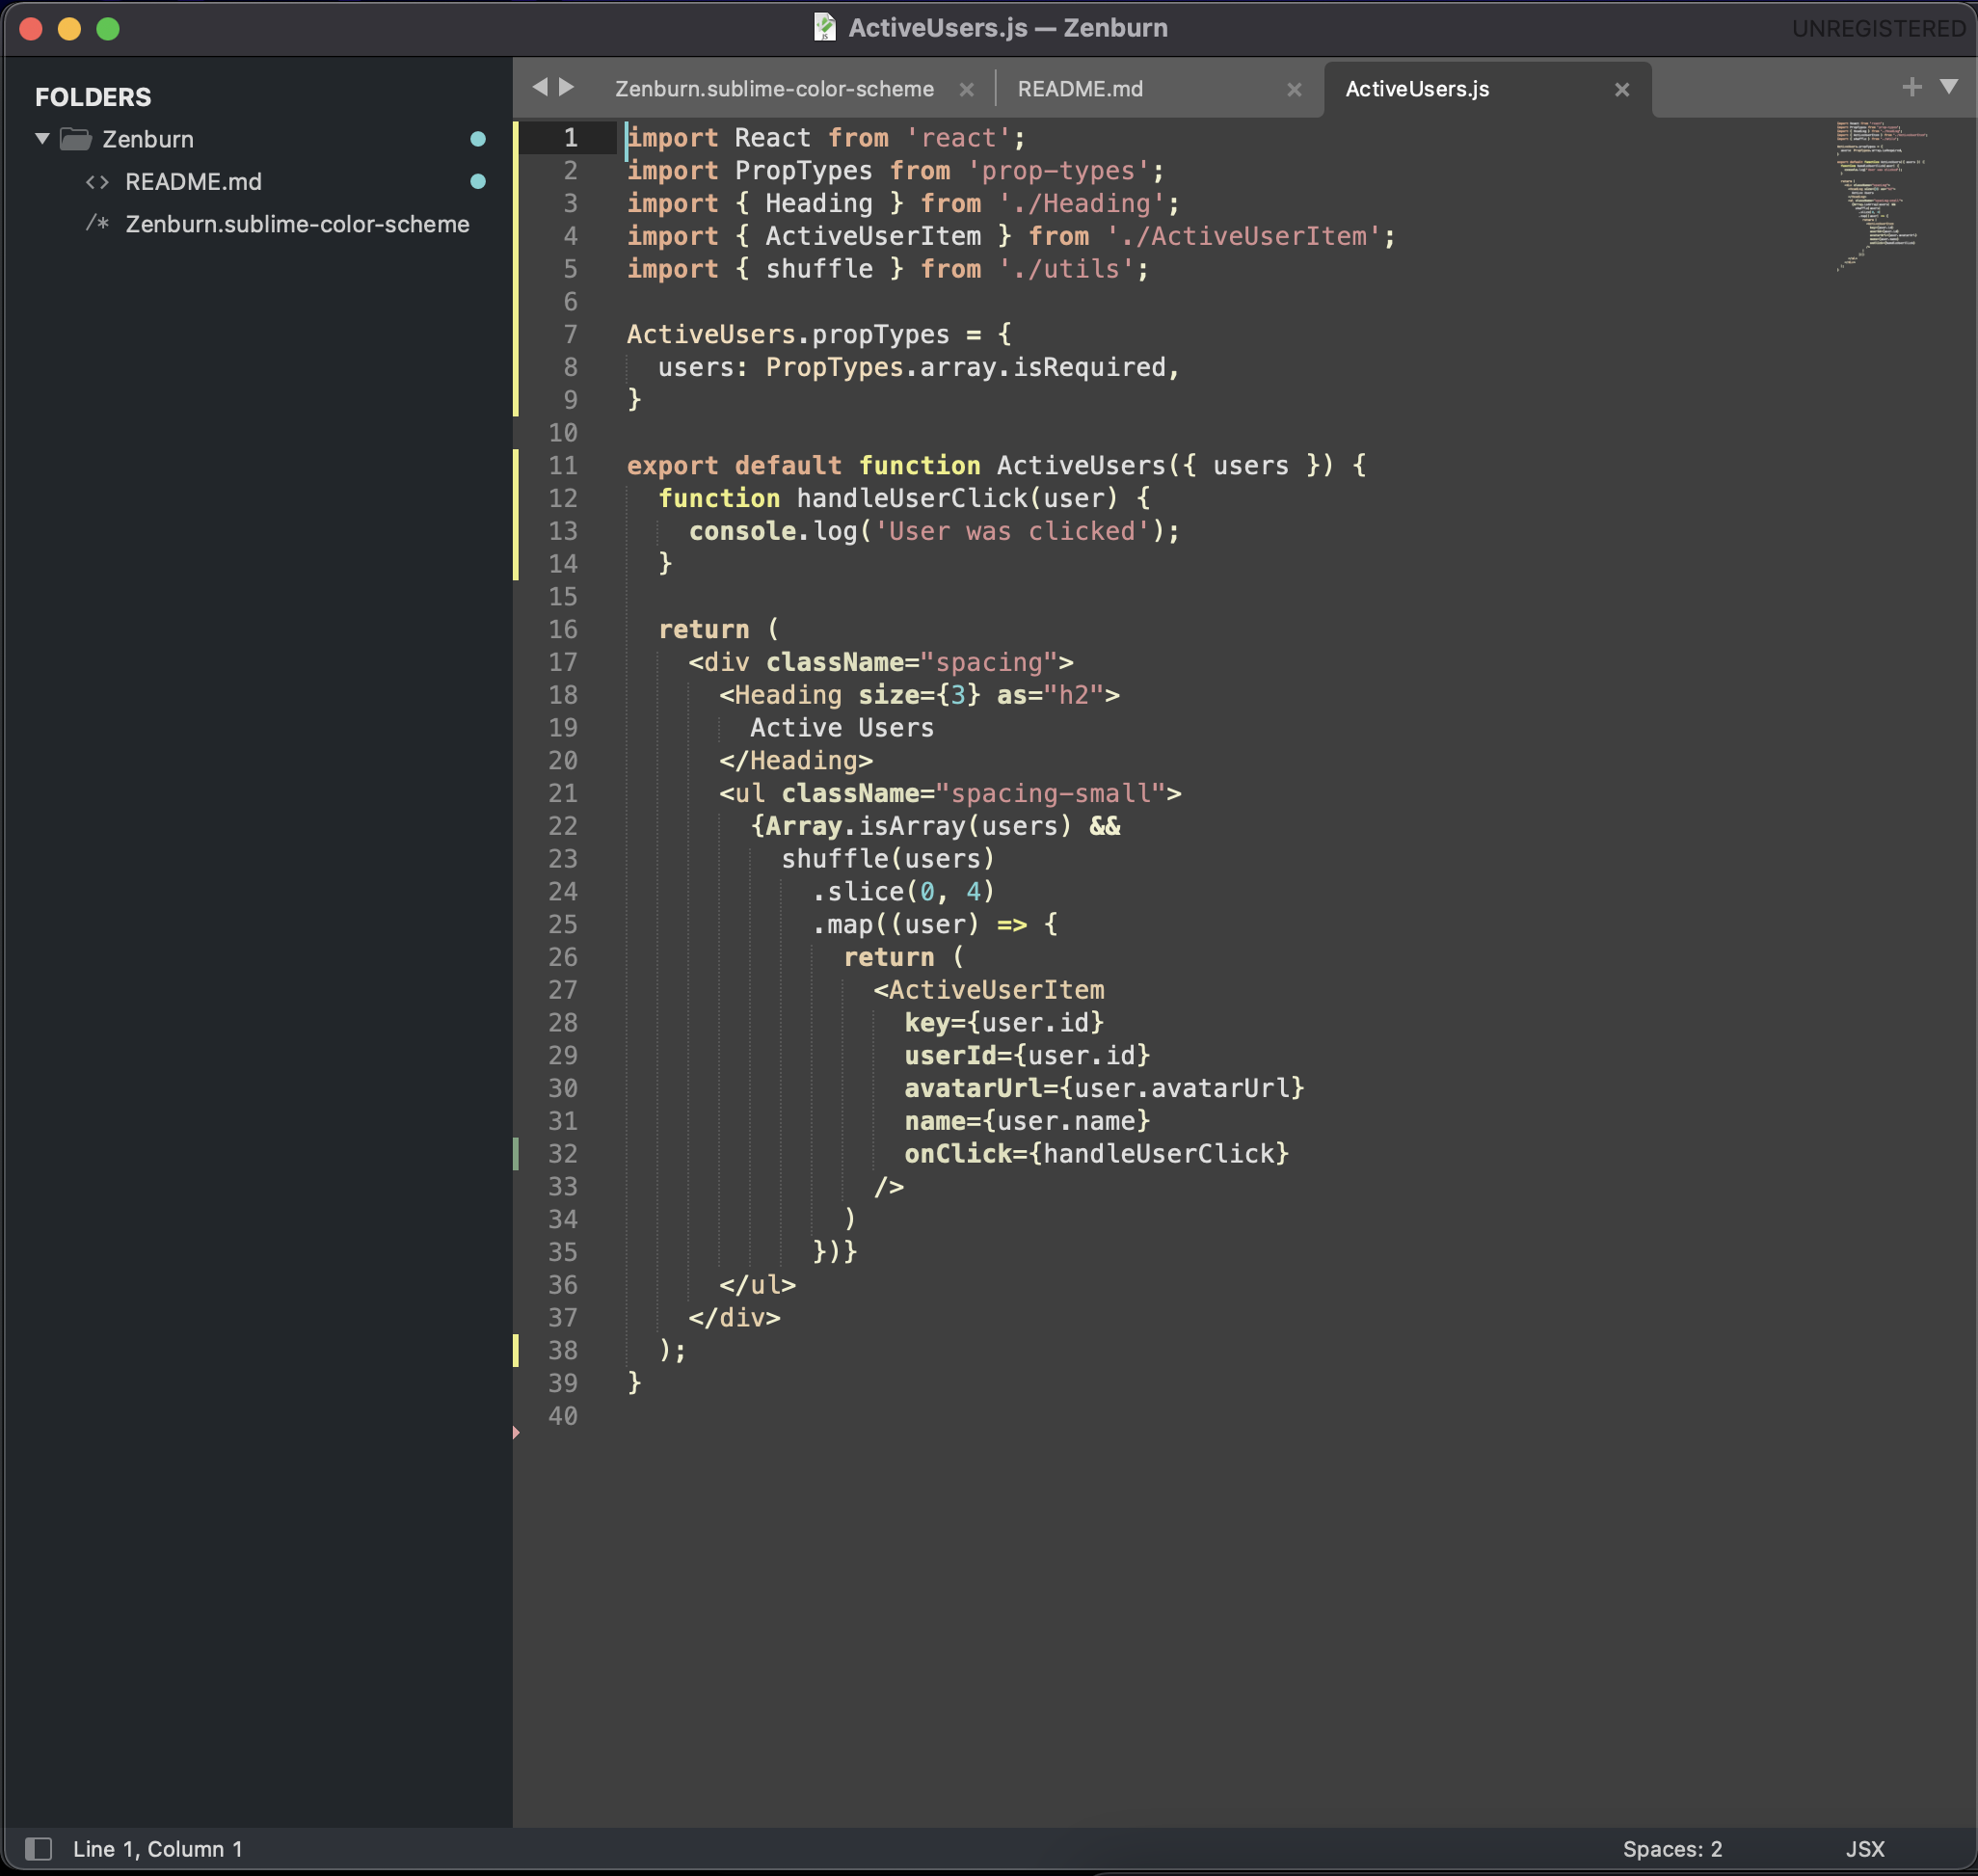 ActiveUsers.js — Zenburn
UNREGISTERED
FOLDERS
Zenburn
<> README.md
/* Zenburn.sublime-color-scheme
Zenburn.sublime-color-scheme
README.md
ActiveUsers.js
1 import React from 'react';
2 import PropTypes from 'prop-types';
3 import { Heading } from './Heading';
4 import { ActiveUserItem } from './ActiveUserItem';
5 import { shuffle } from './utils';
6
7 ActiveUsers.propTypes = {
8   users: PropTypes.array.isRequired,
9 }
10
11 export default function ActiveUsers({ users }) {
12   function handleUserClick(user) {
13     console.log('User was clicked');
14   }
15
16   return (
17     <div className="spacing">
18       <Heading size={3} as="h2">
19         Active Users
20       </Heading>
21       <ul className="spacing-small">
22         {Array.isArray(users) &&
23           shuffle(users)
24             .slice(0, 4)
25             .map((user) => {
26               return (
27                 <ActiveUserItem
28                   key={user.id}
29                   userId={user.id}
30                   avatarUrl={user.avatarUrl}
31                   name={user.name}
32                   onClick={handleUserClick}
33                 />
34               )
35             })}
36       </ul>
37     </div>
38   );
39 }
40
Line 1, Column 1
Spaces: 2
JSX